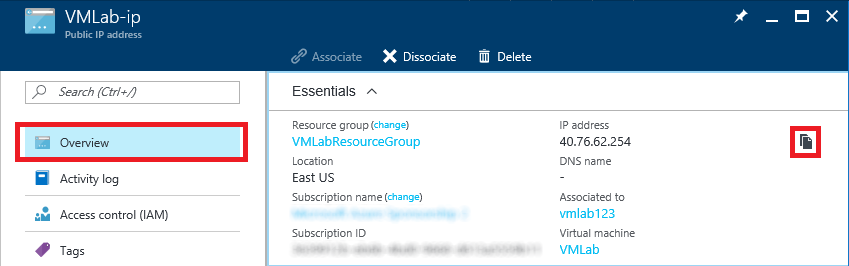 VMLab-ip
Public IP address
Associate Dissociate Delete
Search (Ctrl+/)
Overview
Activity log
Access control (IAM)
Tags
Essentials
Resource group (change)
VMLabResourceGroup
Location
East US
Subscription name (change)
Subscription ID
IP address
40.76.62.254
DNS name
-
Associated to
vmlab123
Virtual machine
VMLab